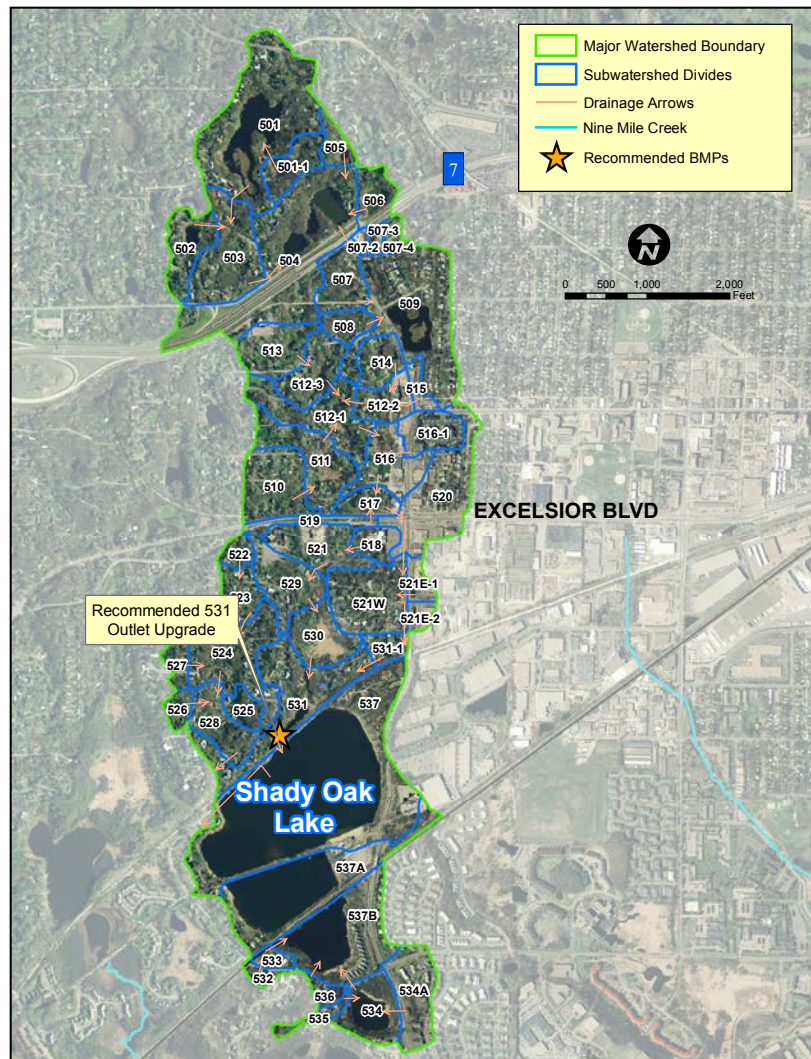 Major Watershed Boundary
Subwatershed Divides
Drainage Arrows
Nine Mile Creek
Recommended BMPs
7
N
0 500 1,000 2,000
Feet
501
501-1
505
506
502
503
504
507-3
507-2
507-4
507
509
508
513
514
512-3
515
512-2
512-1
516-1
511
516
510
520
517
519
EXCELSIOR BLVD
518
521
522
529
521E-1
523
521W
521E-2
Recommended 531
Outlet Upgrade
530
531-1
527
524
526
525
531
537
528
Shady Oak
Lake
537A
537B
533
532
536
534A
534
535